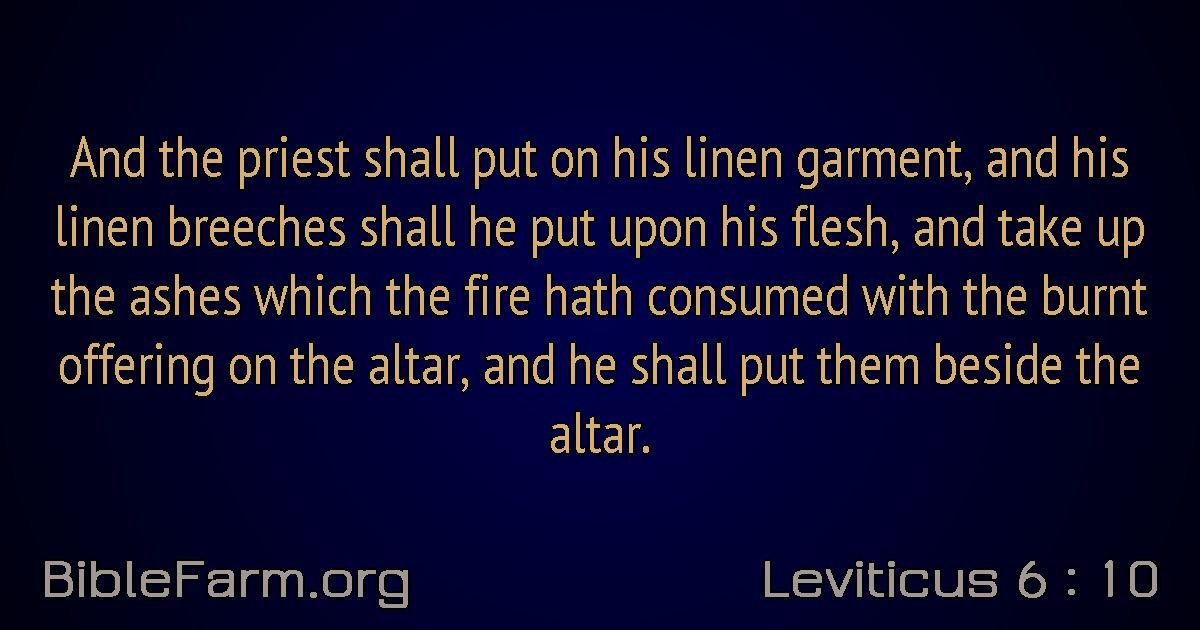 And the priest shall put on his linen garment, and his
linen breeches shall he put upon his flesh, and take up
the ashes which the fire hath consumed with the burnt
offering on the altar, and he shall put them beside the
altar.
BibleFarm.org
Leviticus 6 : 10